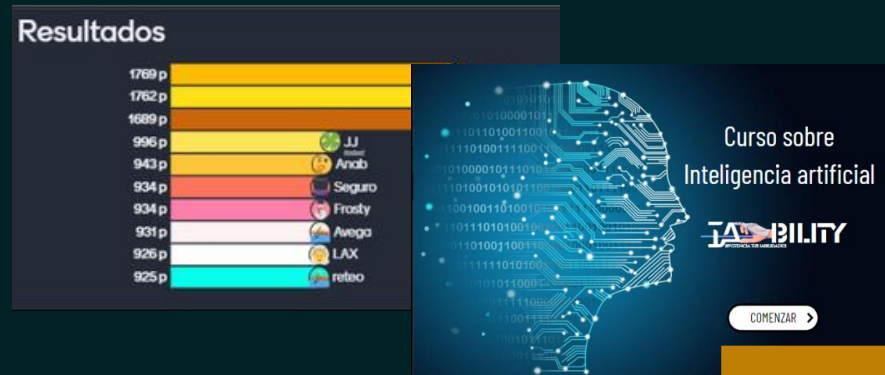 Resultados
1769 p
1762 p
1689 p
996 p JJ
943 p Anab
934 p Seguro
934 p Frosty
931 p Avega
926 p LAX
925 p reteo
Curso sobre
Inteligencia artificial
IABILITY
COMENZAR